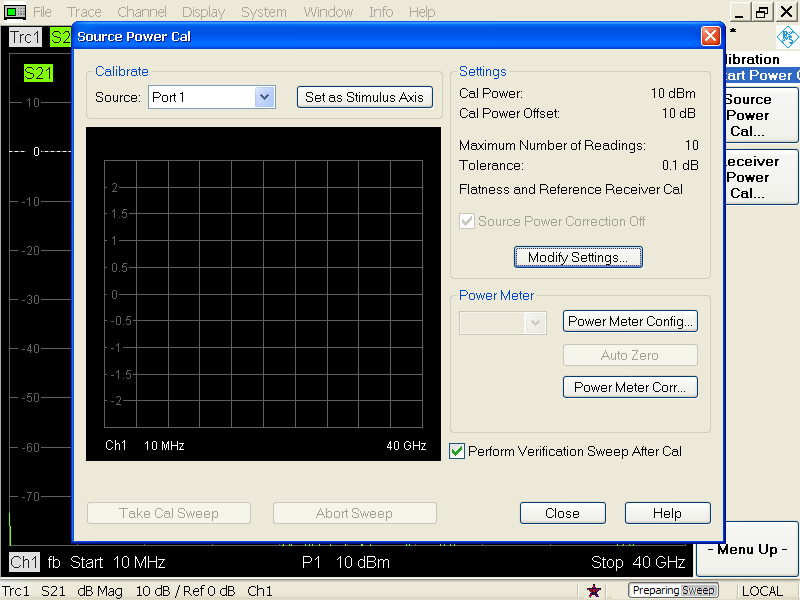 File Trace Channel Display System Window Info Help
Trc1 S2
Source Power Cal
S21
10
0
-10
-20
-30
-40
-50
-60
-70
Calibrate
Source: Port 1 Set as Stimulus Axis
2
1.5
1
0.5
0
-0.5
-1
-1.5
-2
Ch1 10 MHz 40 GHz
Settings
Cal Power: 10 dBm
Cal Power Offset: 10 dB
Maximum Number of Readings: 10
Tolerance: 0.1 dB
Flatness and Reference Receiver Cal
Source Power Correction Off
Modify Settings...
Power Meter
Power Meter Config...
Auto Zero
Power Meter Corr...
Perform Verification Sweep After Cal
Take Cal Sweep Abort Sweep Close Help
libration
tart Power C
Source
Power
Cal...
eceiver
Power
Cal...
- Menu Up -
Ch1 fb Start 10 MHz P1 10 dBm Stop 40 GHz
Trc1 S21 dB Mag 10 dB / Ref 0 dB Ch1 Preparing Sweep LOCAL